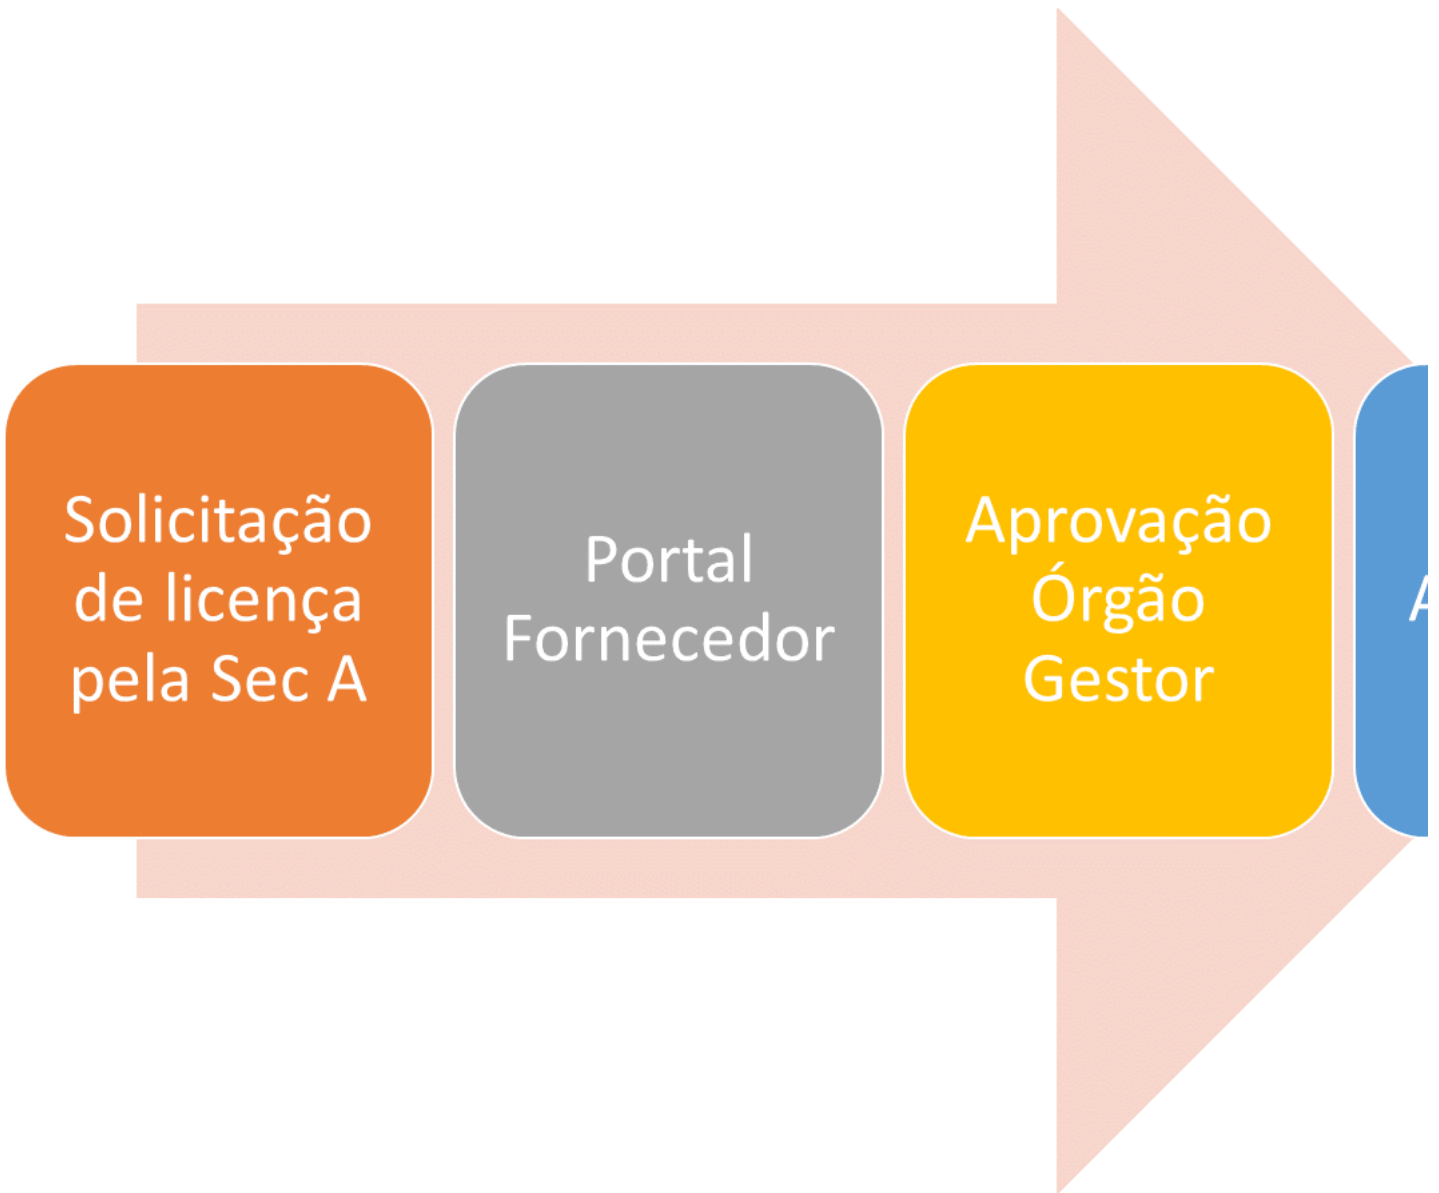 Solicitação
de licença
pela Sec A
Portal
Fornecedor
Aprovação
Órgão
Gestor